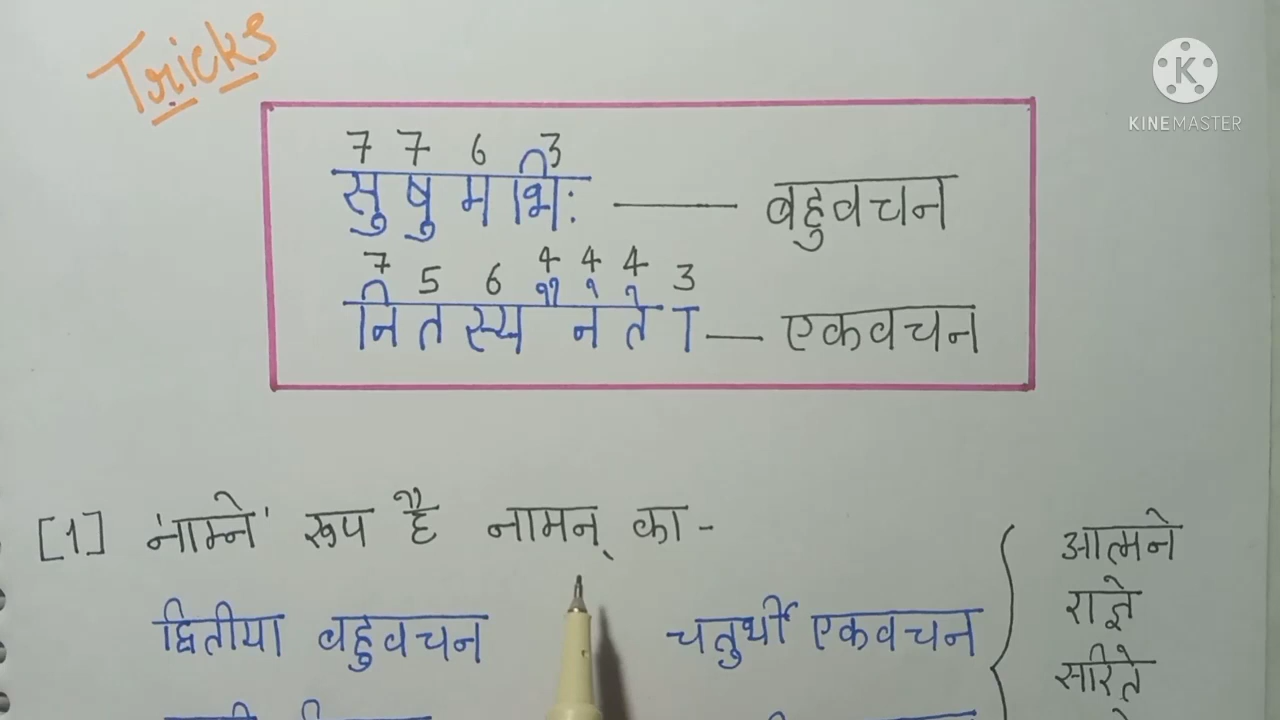 Tricks
K
KINEMASTER
7 7 6 3
सुषुमभिः — बहुवचन
7 5 6 4 4 4 3
नि त स्य ै ने ते ा — एकवचन
[1] 'नाम्ने' रूप है नामन् का -
द्वितीया बहुवचन चतुर्थी एकवचन
आत्मने
राज्ञे
सरिते